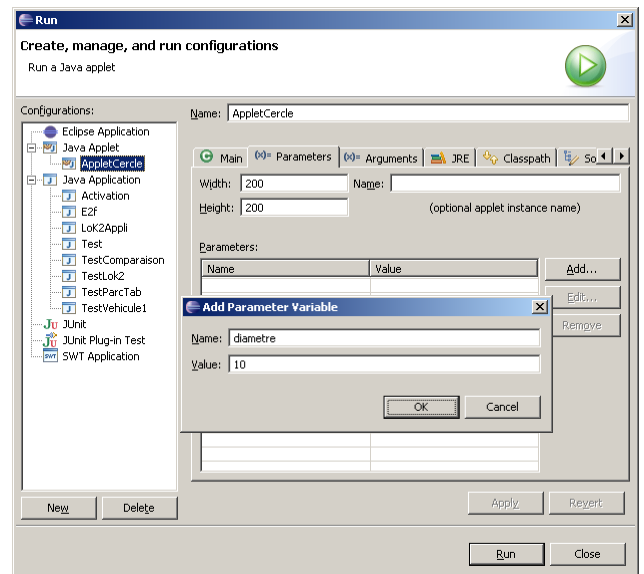 Run
Create, manage, and run configurations
Run a Java applet
Configurations:
Eclipse Application
Java Applet
AppletCercle
Java Application
Activation
E2f
LoK2Appli
Test
TestComparaison
TestLok2
TestParcTab
TestVehicule1
JUnit
JUnit Plug-in Test
SWT Application
New
Delete
Name: AppletCercle
Main (x)= Parameters (x)= Arguments JRE Classpath So
Width: 200 Name:
Height: 200 (optional applet instance name)
Parameters:
Name Value
Add...
Edit...
Remove
Add Parameter Variable
Name: diametre
Value: 10
OK Cancel
Apply Revert
Run Close